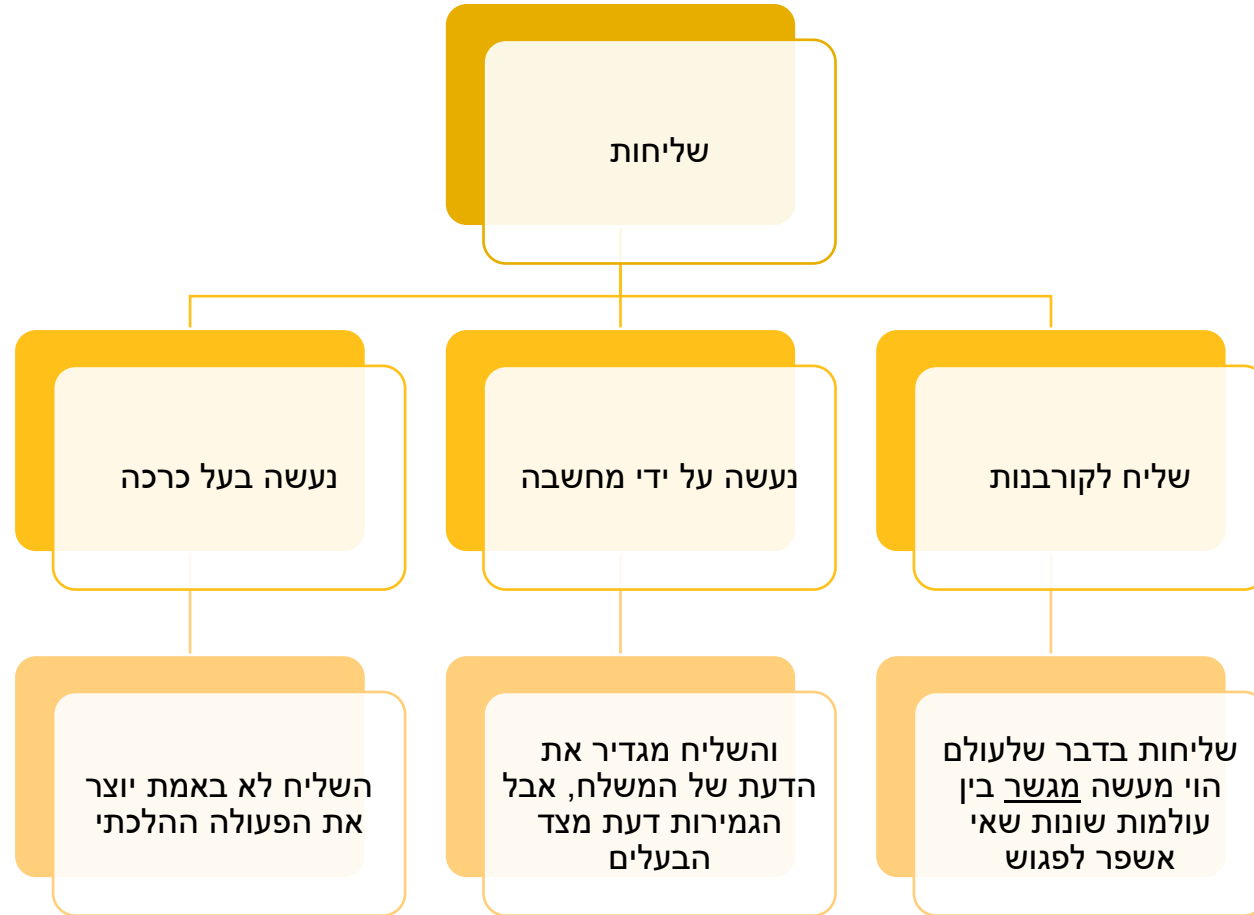 שליחות
שליח לקורבנות
נעשה על ידי מחשבה
נעשה בעל כרכה
שליחות בדבר שלעולם
הוי מעשה מגשר בין
עולמות שונות שאי
אשפר לפגוש
והשליח מגדיר את
הדעת של המשלח, אבל
הגמירות דעת מצד
הבעלים
השליח לא באמת יוצר
את הפעולה ההלכתי